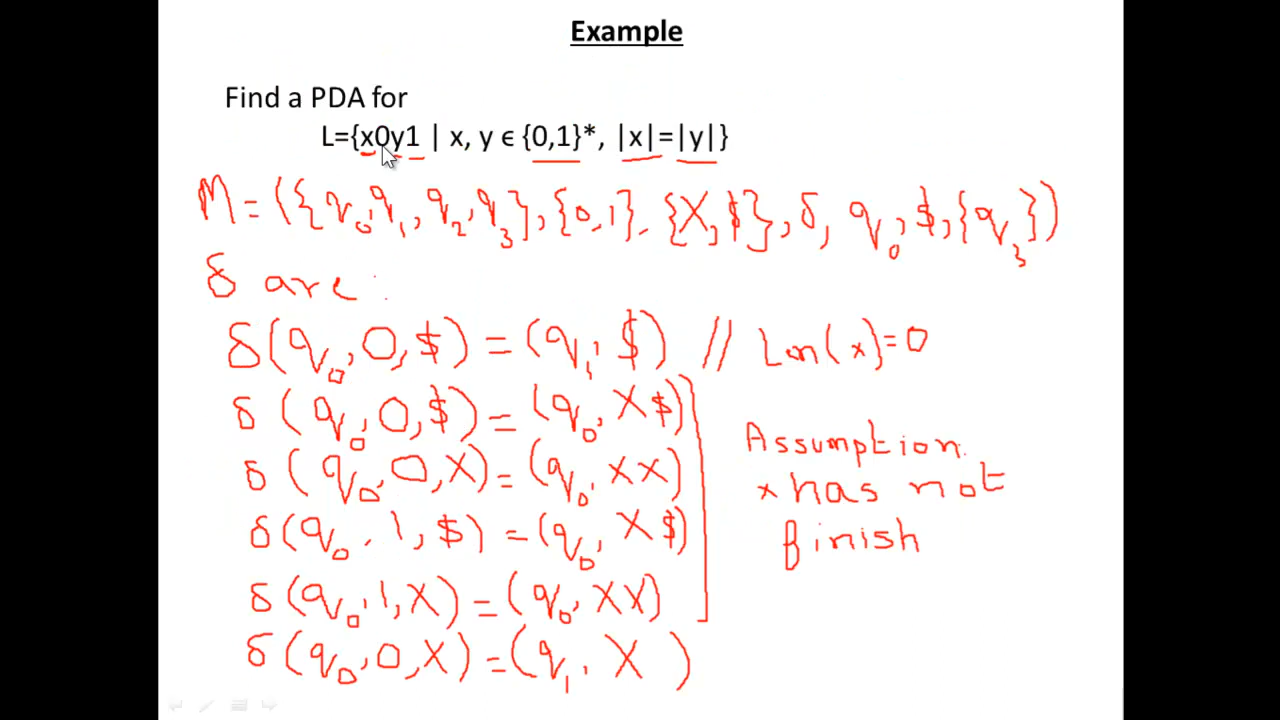 Example
Find a PDA for
L={x0y1 | x, y ϵ {0,1}*, |x|=|y|}
M = ({q₀, q₁, q₂, q₃}, {0,1}, {X,$}, δ, q₀, $, {q₃})
δ are :
δ(q₀, 0, $) = (q₁, $) // Len(x)=0
δ(q₀, 0, $) = (q₀, X$)
δ(q₀, 0, X) = (q₀, XX)
δ(q₀, 1, $) = (q₀, X$)
δ(q₀, 1, X) = (q₀, XX)
δ(q₀, 0, X) = (q₁, X)
Assumption.
x has not
finish